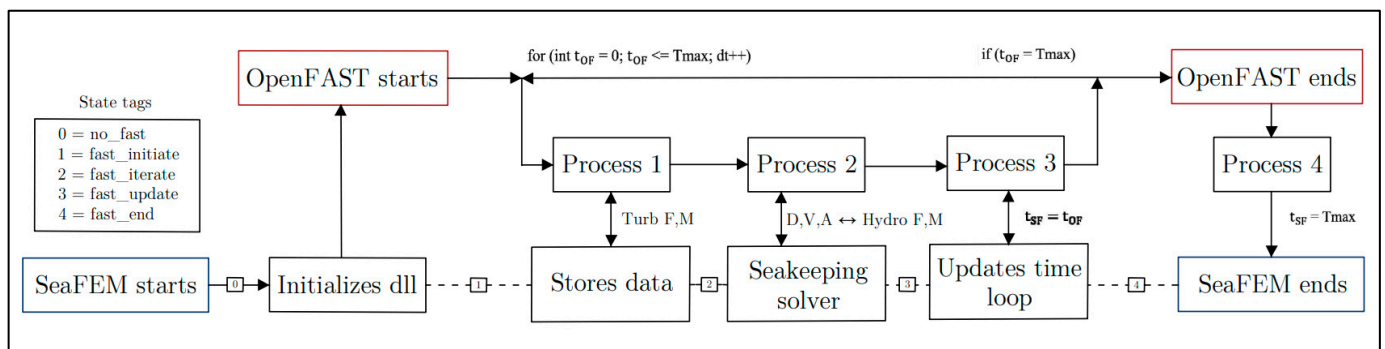 for (int tOF = 0; tOF <= Tmax; dt++)
if (tOF = Tmax)
OpenFAST starts
OpenFAST ends
State tags
0 = no_fast
1 = fast_initiate
2 = fast_iterate
3 = fast_update
4 = fast_end
Process 1
Process 2
Process 3
Process 4
Turb F,M
D,V,A ↔ Hydro F,M
tSF = tOF
tSF = Tmax
SeaFEM starts
0
Initializes dll
1
Stores data
2
Seakeeping
solver
3
Updates time
loop
4
SeaFEM ends